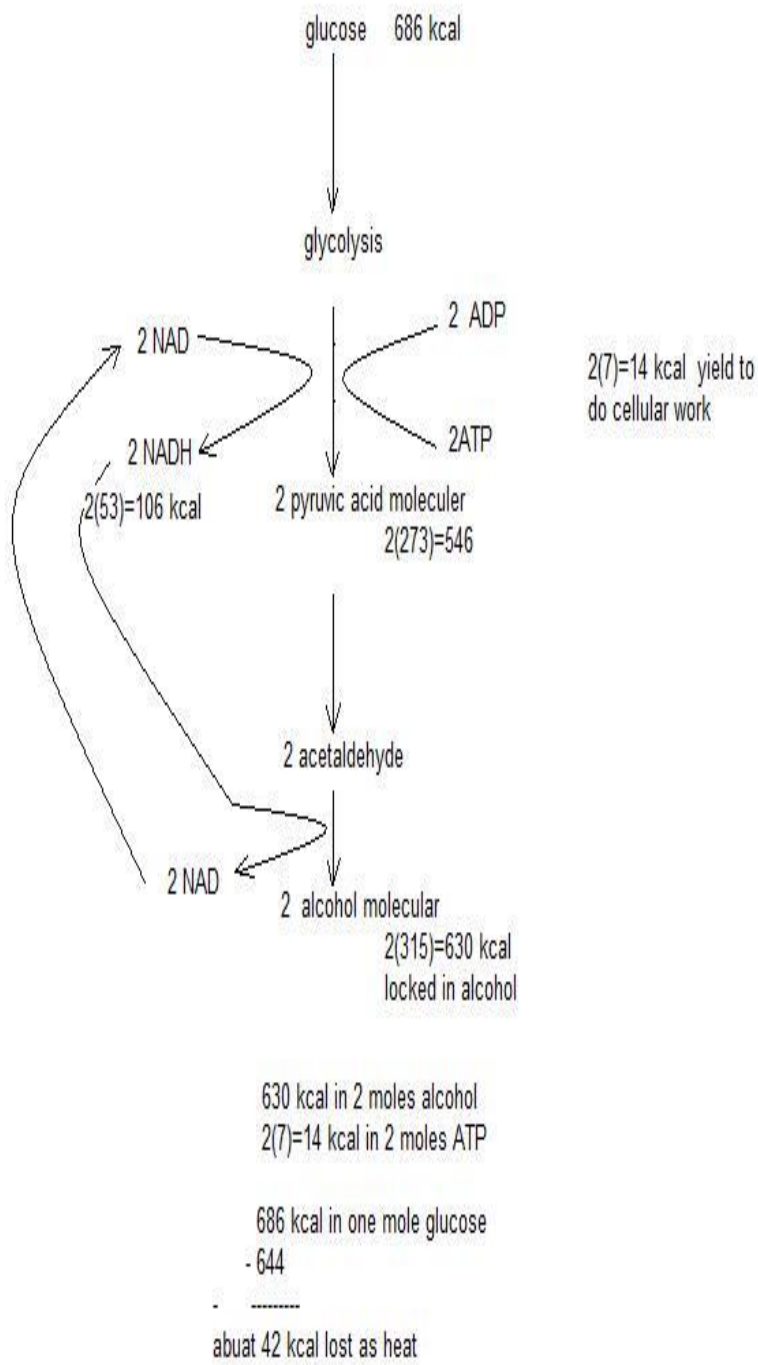 glucose 686 kcal
glycolysis
2 NAD
2 ADP
2(7)=14 kcal yield to
do cellular work
2 NADH
2ATP
2(53)=106 kcal
2 pyruvic acid moleculer
2(273)=546
2 acetaldehyde
2 NAD
2 alcohol molecular
2(315)=630 kcal
locked in alcohol
630 kcal in 2 moles alcohol
2(7)=14 kcal in 2 moles ATP
686 kcal in one mole glucose
- 644
- ---------
abuat 42 kcal lost as heat